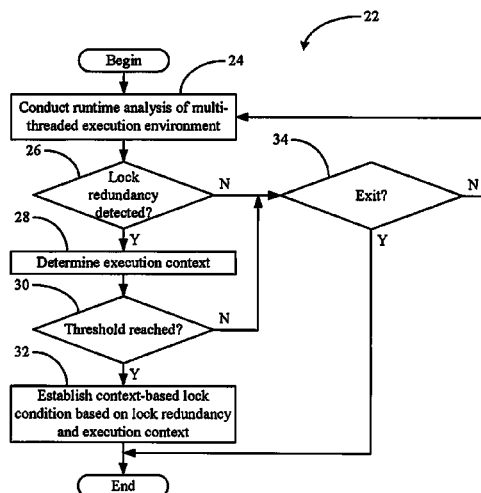 22
Begin
24
Conduct runtime analysis of multi-
threaded execution environment
26
34
Lock
redundancy
detected?
N
Exit?
N
Y
Y
28
Determine execution context
30
Threshold reached?
N
32
Y
Establish context-based lock
condition based on lock redundancy
and execution context
End